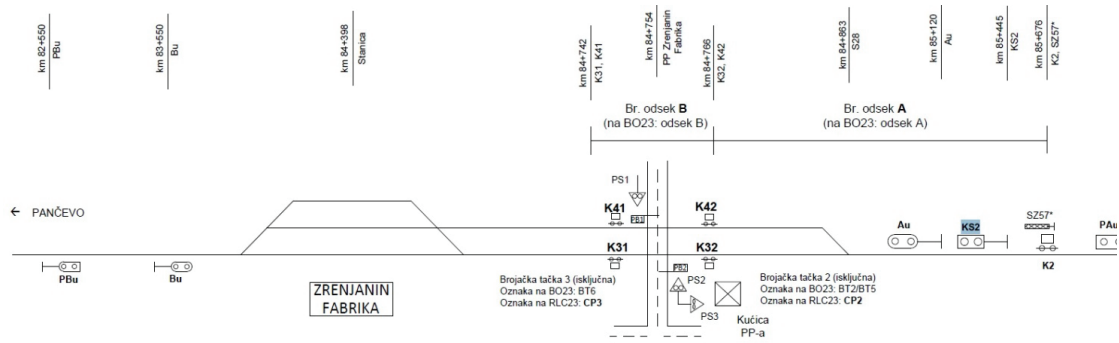 km 82+550
PBu
km 83+550
Bu
km 84+398
Stanica
km 84+742
K31, K41
km 84+754
PP Zrenjanin
Fabrika
km 84+766
K32, K42
km 84+863
S28
km 85+120
Au
km 85+445
KS2
km 85+676
K2, SZ57*
Br. odsek B
(na BO23: odsek B)
Br. odsek A
(na BO23: odsek A)
PS1
← PANČEVO
K41
PB1
K42
SZ57*
Au
KS2
PAu
K31
K32
K2
PBu
Bu
PB2
ZRENJANIN
FABRIKA
Brojačka tačka 3 (isključna)
Oznaka na BO23: BT6
Oznaka na RLC23: CP3
PS2
PS3
Brojačka tačka 2 (isključna)
Oznaka na BO23: BT2/BT5
Oznaka na RLC23: CP2
Kućica
PP-a